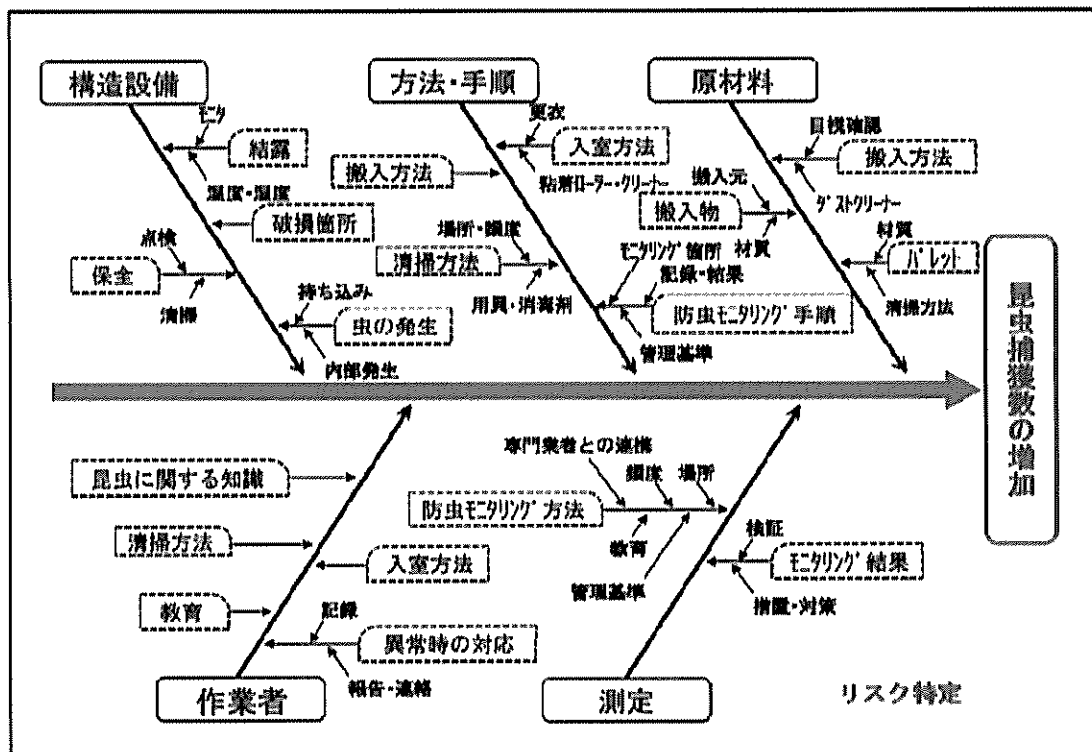 構造設備
モニタ
結露
温度・湿度
破損箇所
点検
保全
清掃
持ち込み
虫の発生
内部発生
方法・手順
更衣
入室方法
粘着ローラー・クリーナー
搬入方法
場所・頻度
清掃方法
用具・消毒剤
モニタリング箇所
記録・結果
防虫モニタリング手順
管理基準
原材料
目視確認
搬入方法
ダストクリーナー
搬入元
搬入物
材質
材質
パレット
清掃方法
昆虫捕獲数の増加
昆虫に関する知識
清掃方法
入室方法
教育
記録
異常時の対応
報告・連絡
作業者
専門業者との連携
頻度
場所
防虫モニタリング方法
教育
管理基準
検証
モニタリング結果
措置・対策
測定
リスク特定